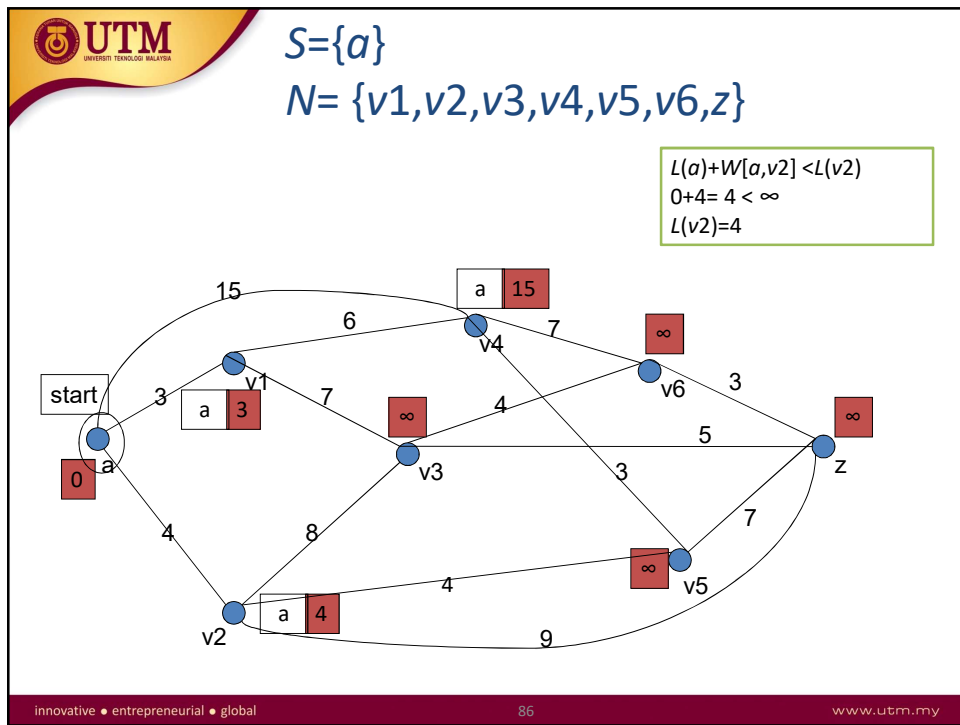 UTM
UNIVERSITI TEKNOLOGI MALAYSIA
S={a}
N= {v1,v2,v3,v4,v5,v6,z}
L(a)+W[a,v2] <L(v2)
0+4= 4 < ∞
L(v2)=4
15
a 15
6
7
v4
∞
v1
v6
start
3
7
3
a 3
∞
4
∞
5
a
v3
z
0
3
4
8
7
∞
4
v5
a 4
v2
9
innovative ● entrepreneurial ● global
86
www.utm.my